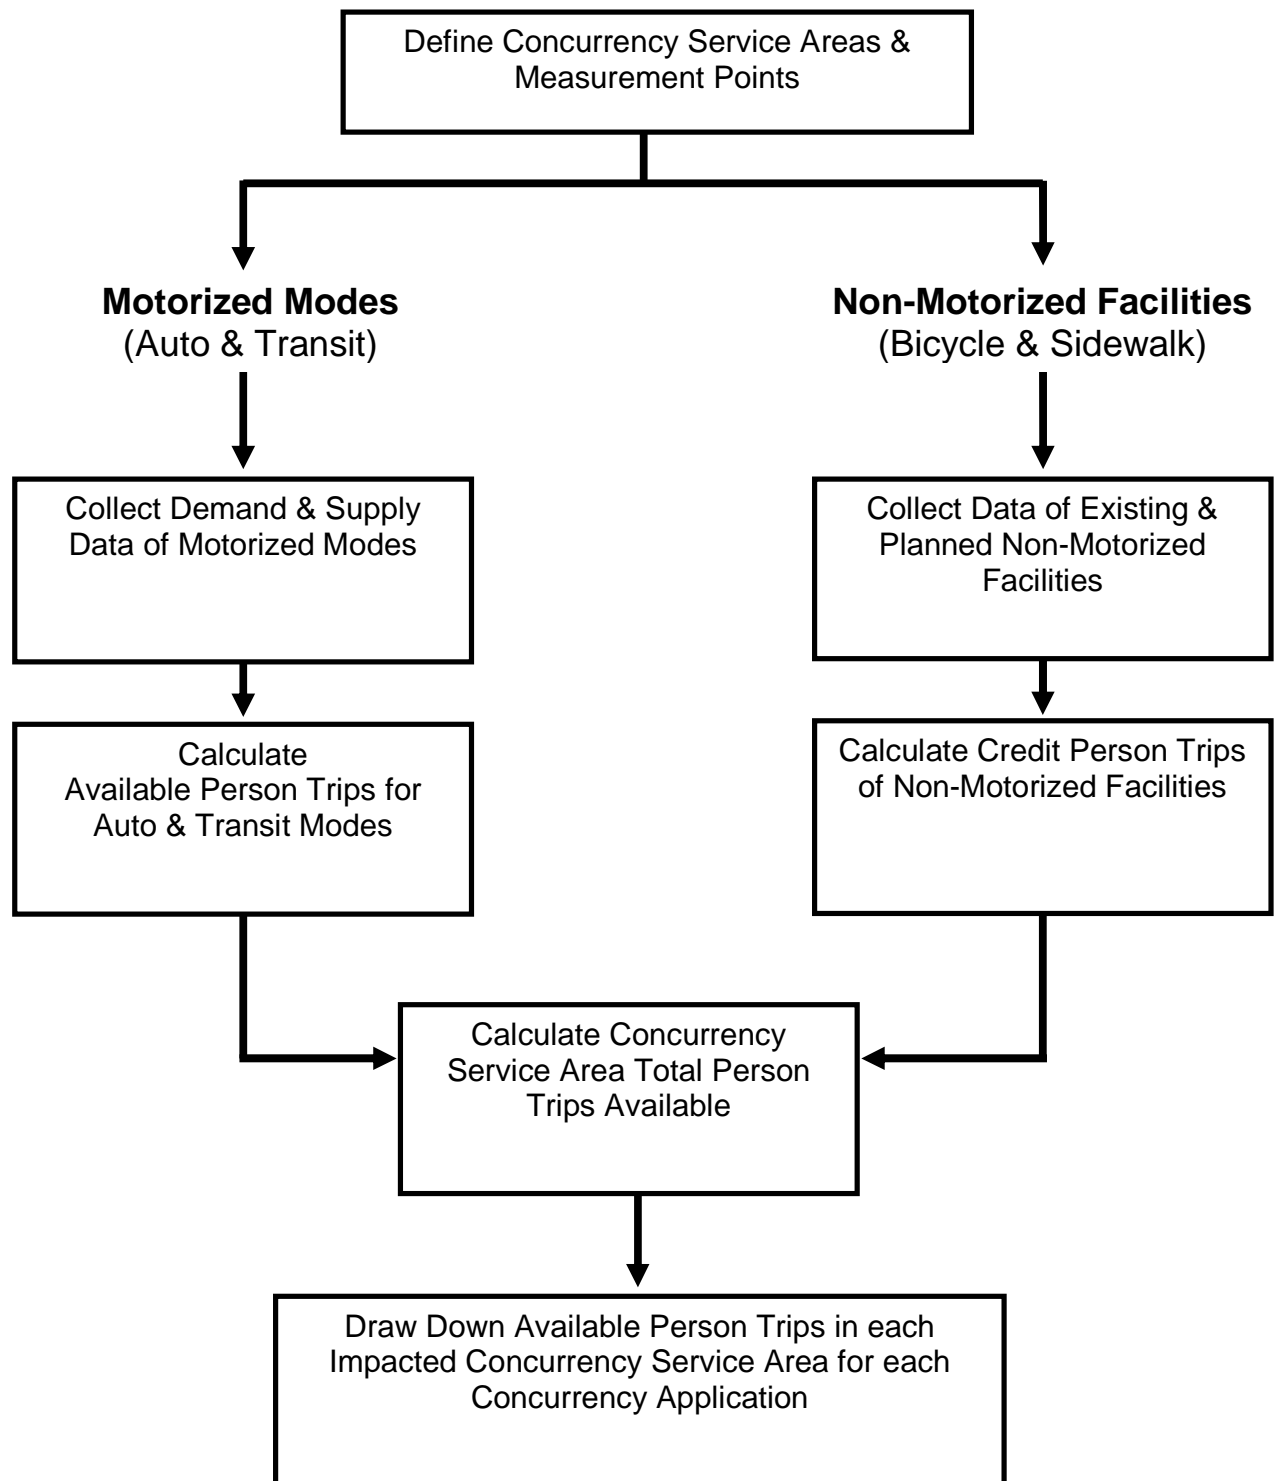 Define Concurrency Service Areas &
Measurement Points
Motorized Modes
(Auto & Transit)
Non-Motorized Facilities
(Bicycle & Sidewalk)
Collect Demand & Supply
Data of Motorized Modes
Collect Data of Existing &
Planned Non-Motorized
Facilities
Calculate
Available Person Trips for
Auto & Transit Modes
Calculate Credit Person Trips
of Non-Motorized Facilities
Calculate Concurrency
Service Area Total Person
Trips Available
Draw Down Available Person Trips in each
Impacted Concurrency Service Area for each
Concurrency Application